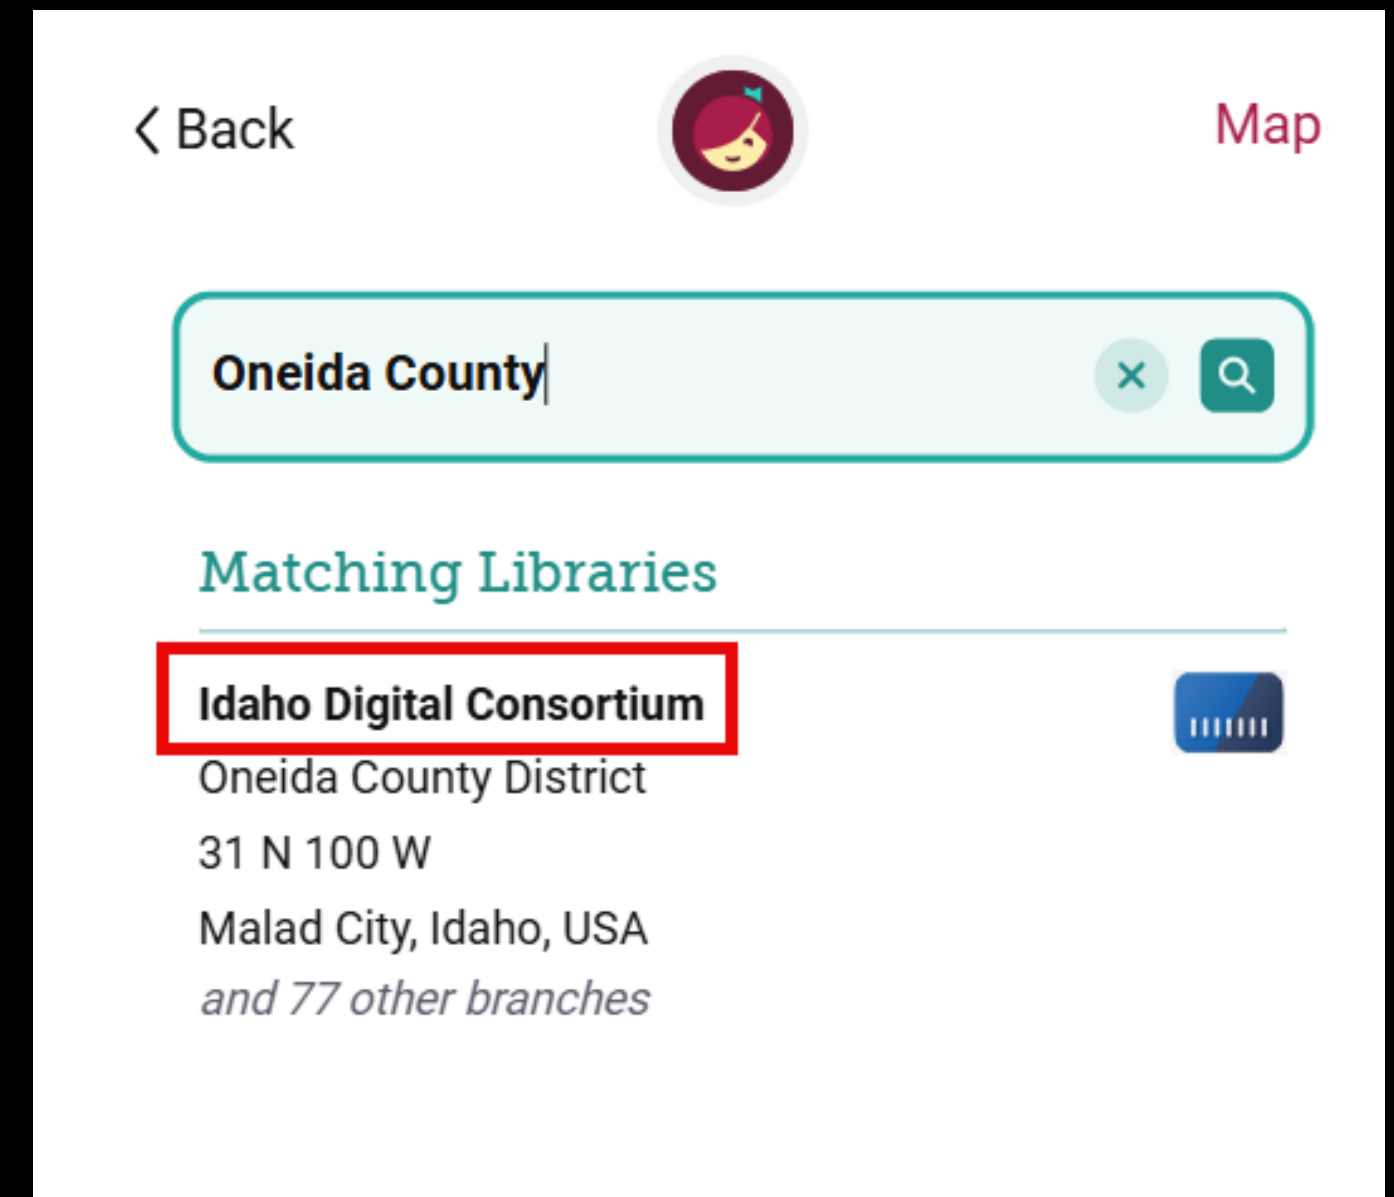 Back
Map
Oneida County
Matching Libraries
Idaho Digital Consortium
Oneida County District
31 N 100 W
Malad City, Idaho, USA
and 77 other branches